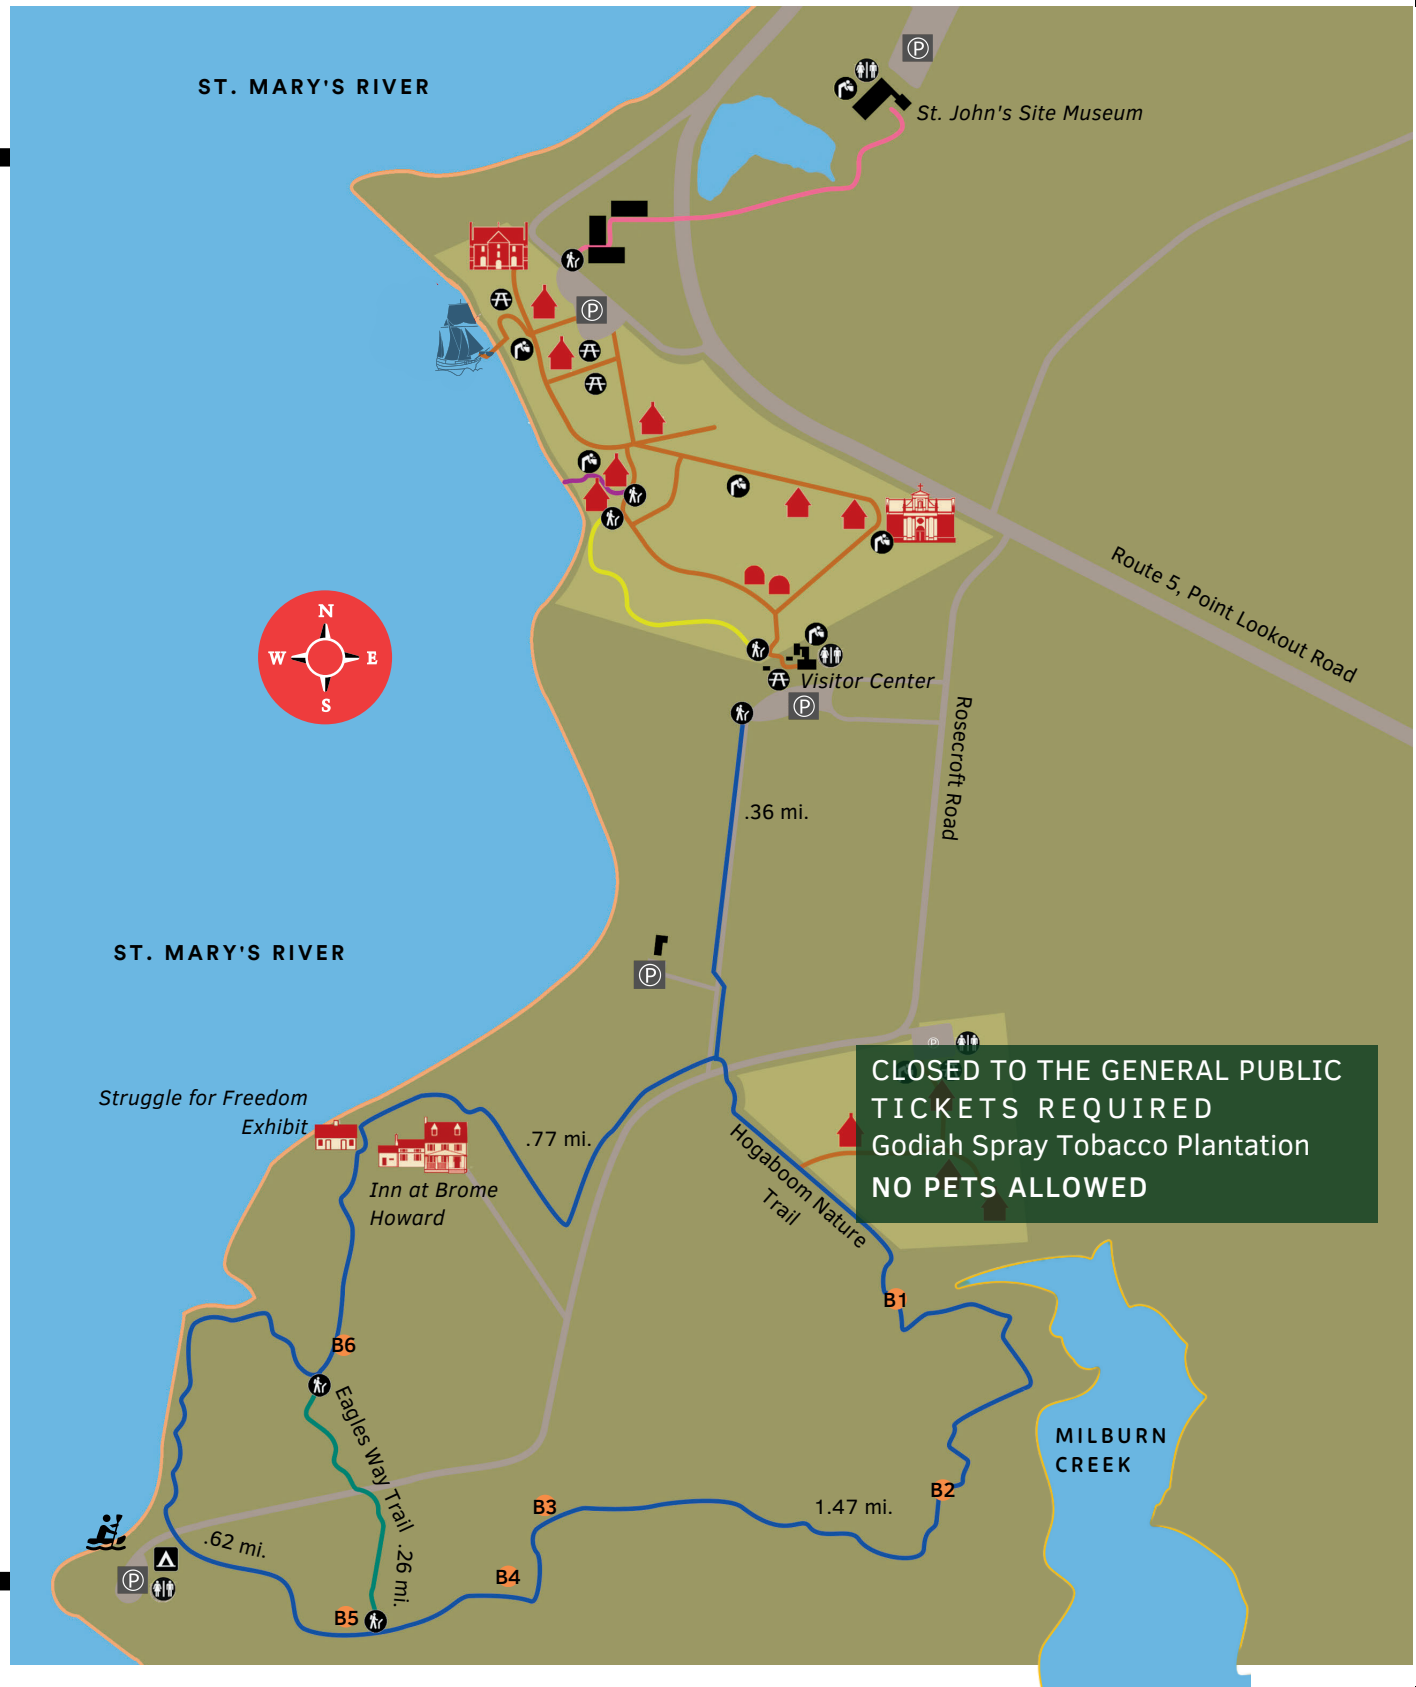 ST. MARY'S RIVER
P
St. John's Site Museum
P
N
W E
S
Route 5, Point Lookout Road
Visitor Center
P
Rosecroft Road
.36 mi.
ST. MARY'S RIVER
P
P
CLOSED TO THE GENERAL PUBLIC
TICKETS REQUIRED
Godiah Spray Tobacco Plantation
NO PETS ALLOWED
Struggle for Freedom
Exhibit
.77 mi.
Hogaboom Nature
Trail
Inn at Brome
Howard
B1
B6
Eagles Way Trail
.26 mi.
MILBURN
CREEK
B2
B3
1.47 mi.
.62 mi.
B4
P
B5